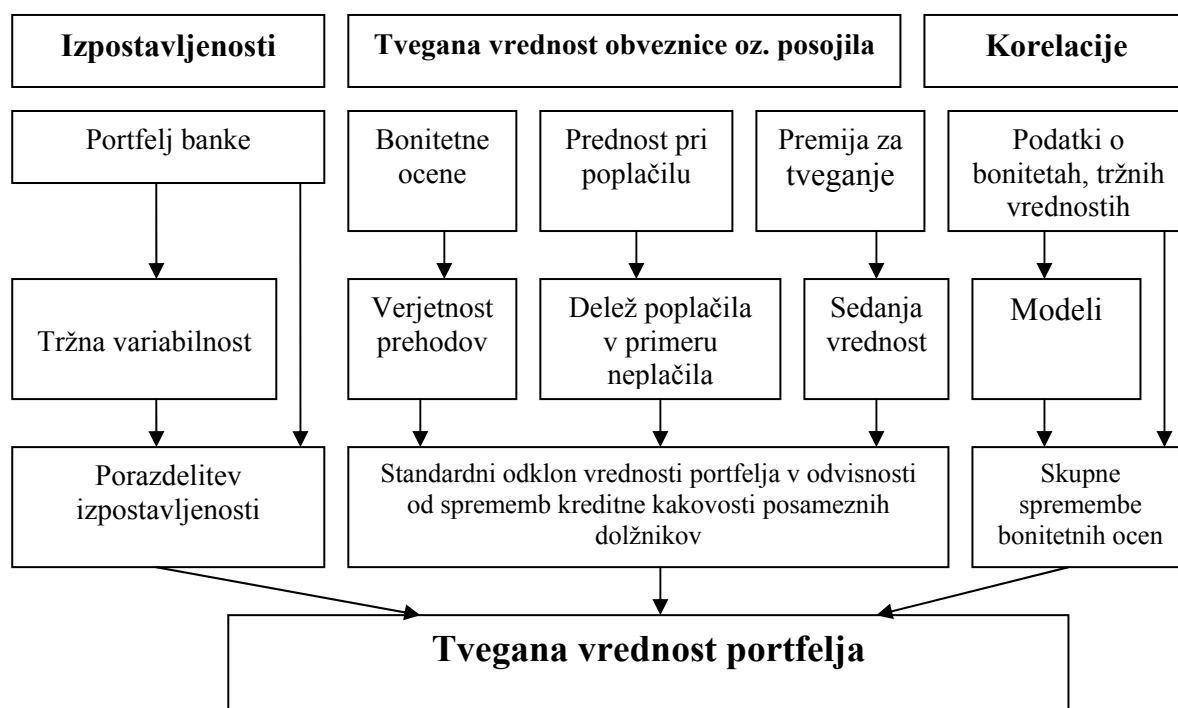 Izpostavljenosti
Tvegana vrednost obveznice oz. posojila
Korelacije
Portfelj banke
Bonitetne
ocene
Prednost pri
poplačilu
Premija za
tveganje
Podatki o
bonitetah, tržnih
vrednostih
Tržna variabilnost
Verjetnost
prehodov
Delež poplačila
v primeru
neplačila
Sedanja
vrednost
Modeli
Porazdelitev
izpostavljenosti
Standardni odklon vrednosti portfelja v odvisnosti
od sprememb kreditne kakovosti posameznih
dolžnikov
Skupne
spremembe
bonitetnih ocen
Tvegana vrednost portfelja